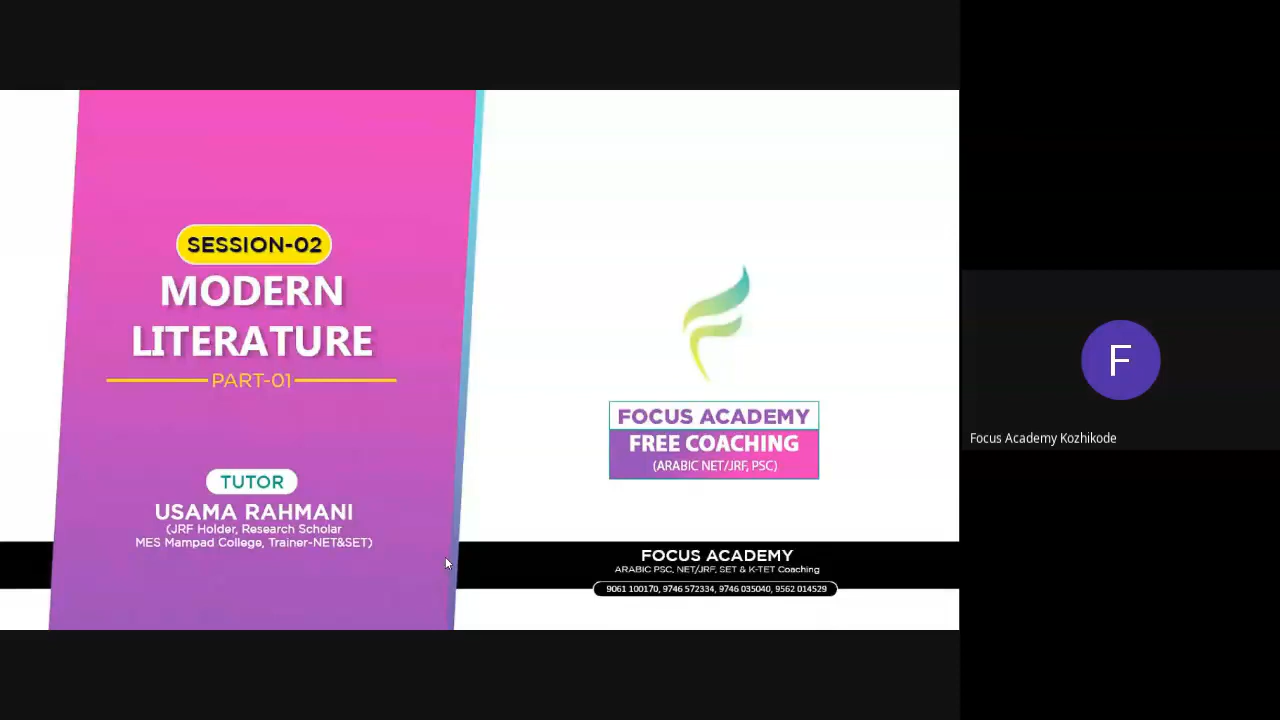 SESSION-02
MODERN
LITERATURE
PART-01
TUTOR
USAMA RAHMANI
(JRF Holder, Research Scholar
MES Mampad College, Trainer-NET&SET)
FOCUS ACADEMY
FREE COACHING
(ARABIC NET/JRF, PSC)
FOCUS ACADEMY
ARABIC PSC, NET/JRF, SET & K-TET Coaching
9061 100170, 9746 572334, 9746 035040, 9562 014529
F
Focus Academy Kozhikode